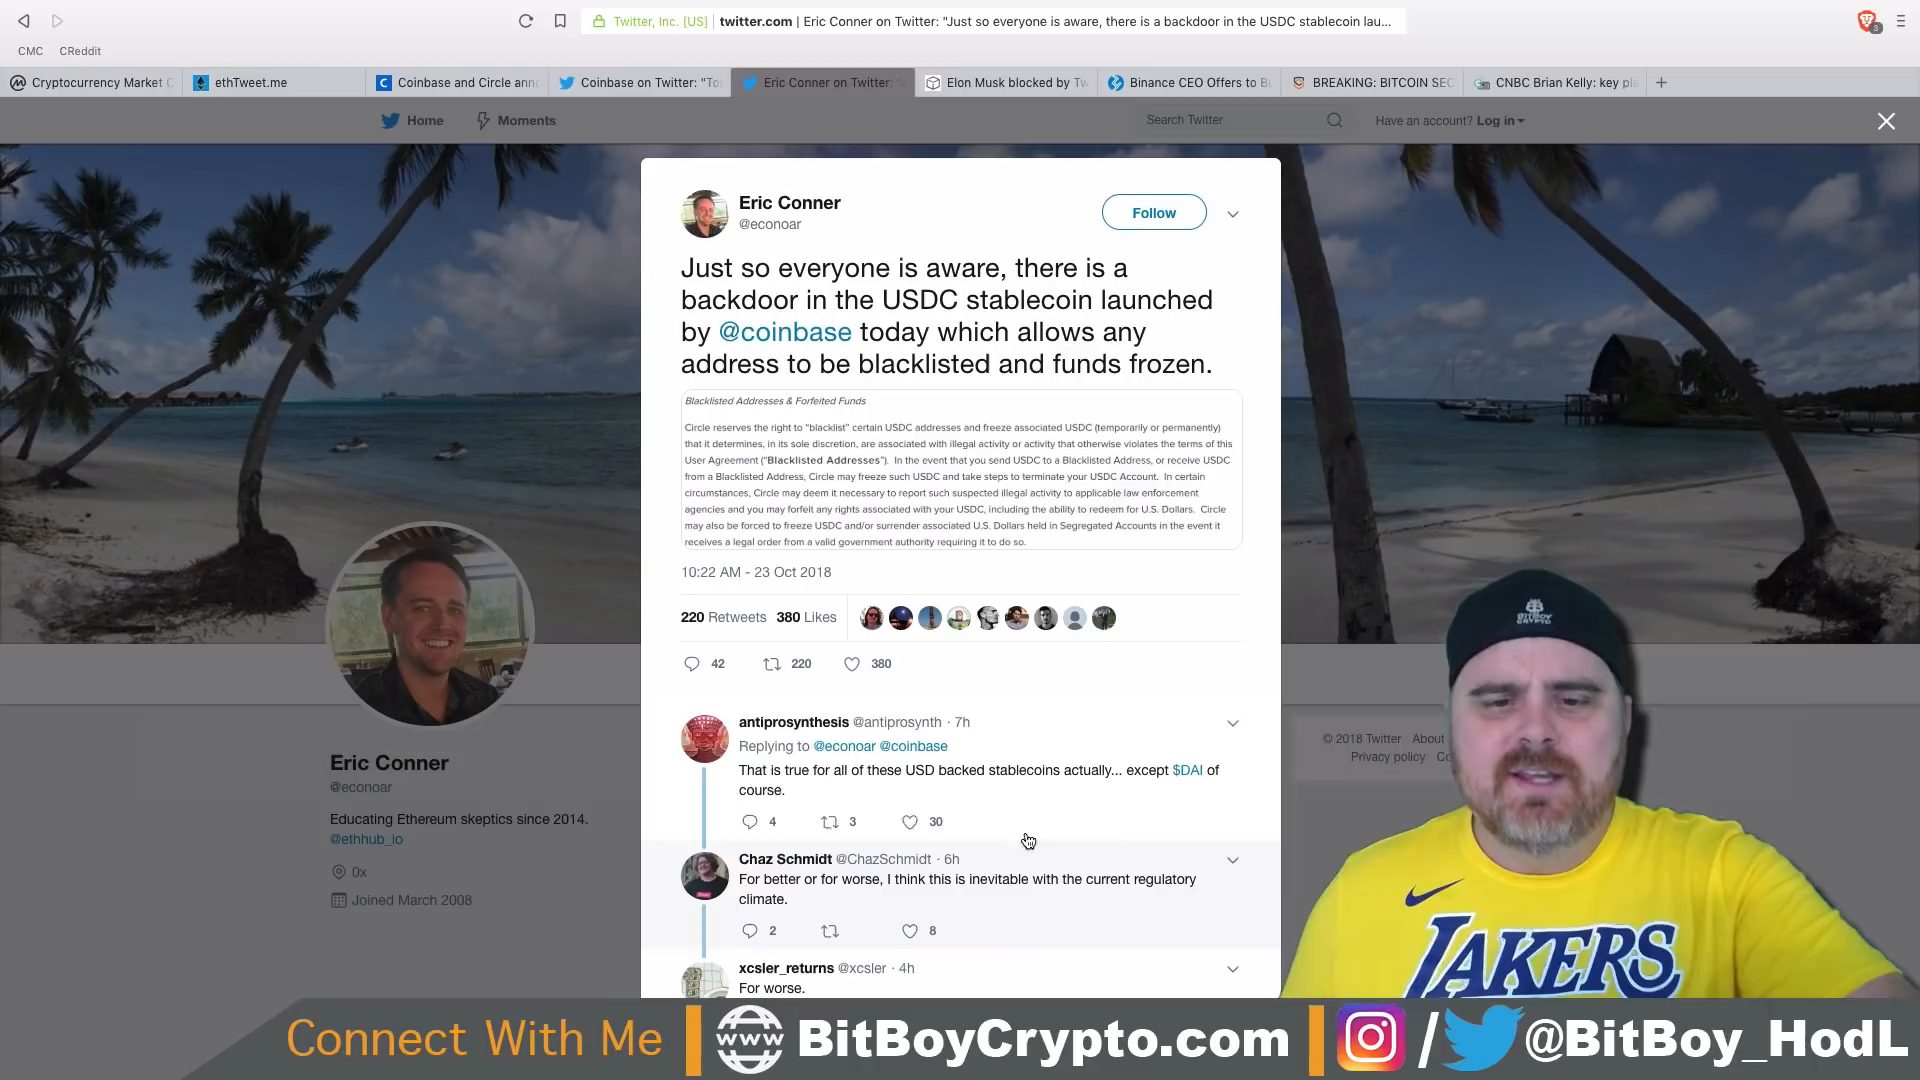 Twitter, Inc. [US] | twitter.com | Eric Conner on Twitter: "Just so everyone is aware, there is a backdoor in the USDC stablecoin lau...
3
CMC CReddit
Cryptocurrency Market C
ethTweet.me
Coinbase and Circle ann
Coinbase on Twitter: "To
Eric Conner on Twitter: "
Elon Musk blocked by Tw
Binance CEO Offers to B
BREAKING: BITCOIN SEC
CNBC Brian Kelly: key pl
Home Moments Search Twitter Have an account? Log in
Eric Conner
@econoar
Follow
Just so everyone is aware, there is a
backdoor in the USDC stablecoin launched
by @coinbase today which allows any
address to be blacklisted and funds frozen.
Blacklisted Addresses & Forfeited Funds
Circle reserves the right to "blacklist" certain USDC addresses and freeze associated USDC (temporarily or permanently)
that it determines, in its sole discretion, are associated with illegal activity or activity that otherwise violates the terms of this
User Agreement ("Blacklisted Addresses"). In the event that you send USDC to a Blacklisted Address, or receive USDC
from a Blacklisted Address, Circle may freeze such USDC and take steps to terminate your USDC Account. In certain
circumstances, Circle may deem it necessary to report such suspected illegal activity to applicable law enforcement
agencies and you may forfeit any rights associated with your USDC, including the ability to redeem for U.S. Dollars. Circle
may also be forced to freeze USDC and/or surrender associated U.S. Dollars held in Segregated Accounts in the event it
receives a legal order from a valid government authority requiring it to do so.
10:22 AM - 23 Oct 2018
220 Retweets 380 Likes
42 220 380
antiprosynthesis @antiprosynth · 7h
Replying to @econoar @coinbase
That is true for all of these USD backed stablecoins actually... except $DAI of
course.
4 3 30
Chaz Schmidt @ChazSchmidt · 6h
For better or for worse, I think this is inevitable with the current regulatory
climate.
2 8
xcsler_returns @xcsler · 4h
For worse.
Eric Conner
@econoar
Educating Ethereum skeptics since 2014.
@ethhub_io
0x
Joined March 2008
© 2018 Twitter About
Privacy policy Co
BITBOY
CRYPTO
LAKERS
Connect With Me
www
BitBoyCrypto.com
/
@BitBoy_HodL